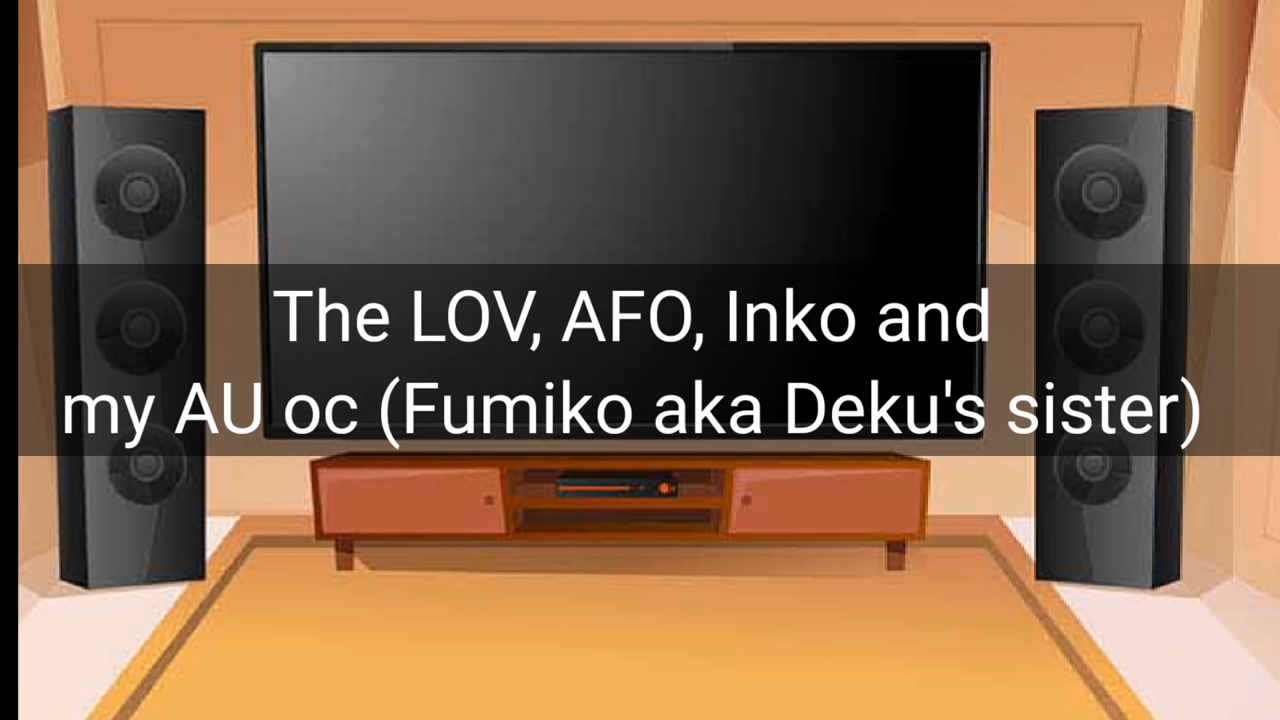 The LOV, AFO, Inko and
my AU oc (Fumiko aka Deku's sister)